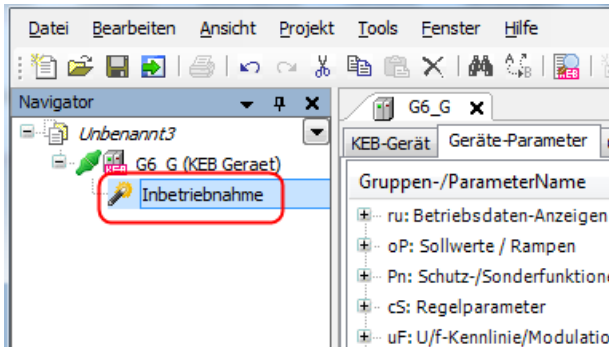 Datei Bearbeiten Ansicht Projekt Tools Fenster Hilfe
KEB
Navigator
G6_G
Unbenannt3
KEB-Gerät Geräte-Parameter
G6_G (KEB Geraet)
Inbetriebnahme
Gruppen-/ParameterName
ru: Betriebsdaten-Anzeigen
oP: Sollwerte / Rampen
Pn: Schutz-/Sonderfunktione
cS: Regelparameter
uF: U/f-Kennlinie/Modulatio